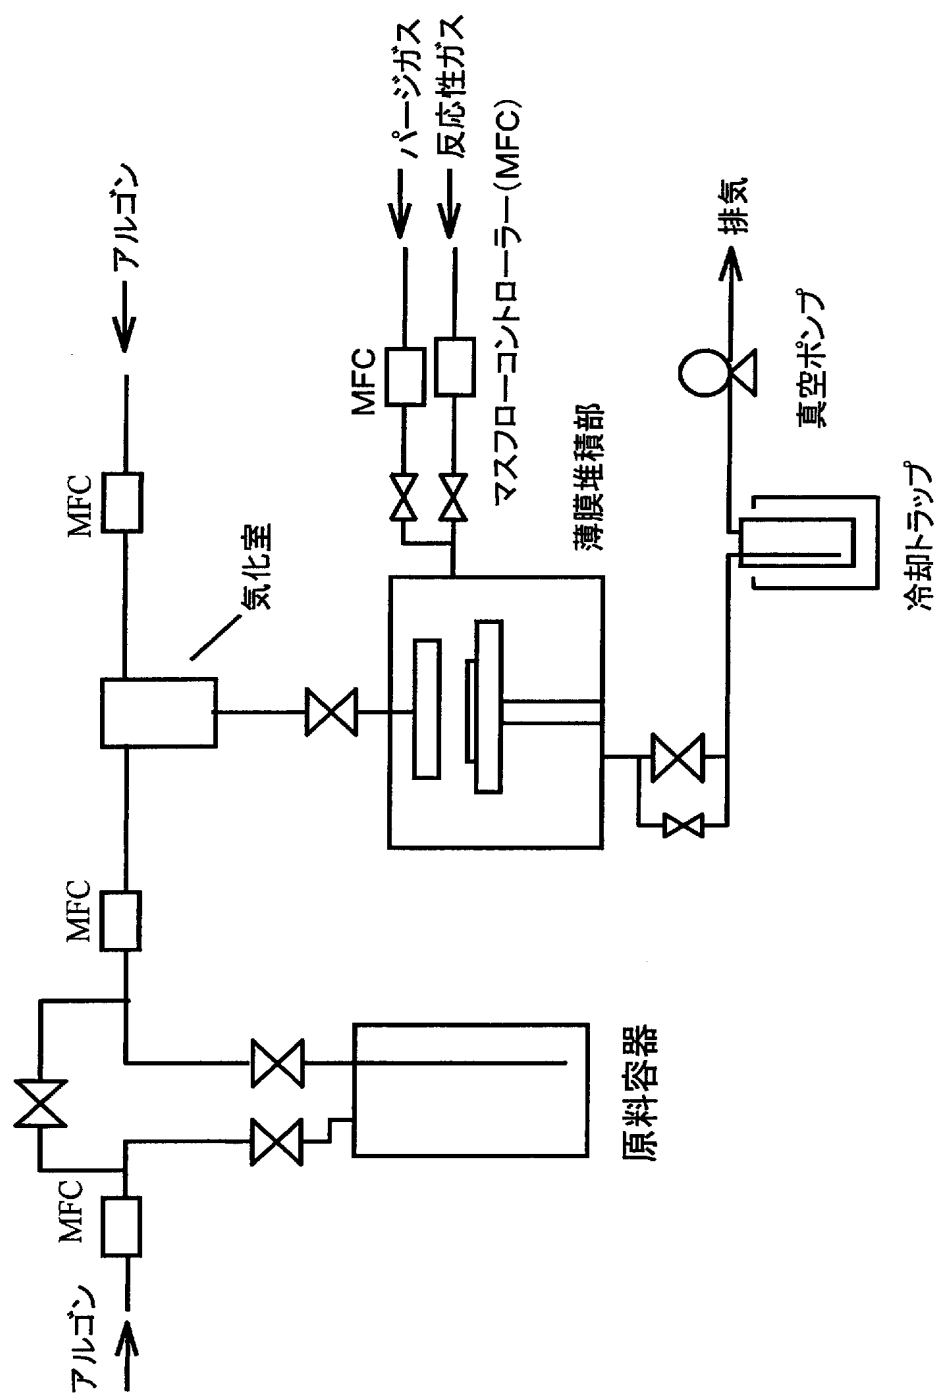 アルゴン
MFC
MFC
MFC
アルゴン
気化室
原料容器
MFC
パージガス
反応性ガス
マスフローコントローラー(MFC)
薄膜堆積部
排気
真空ポンプ
冷却トラップ